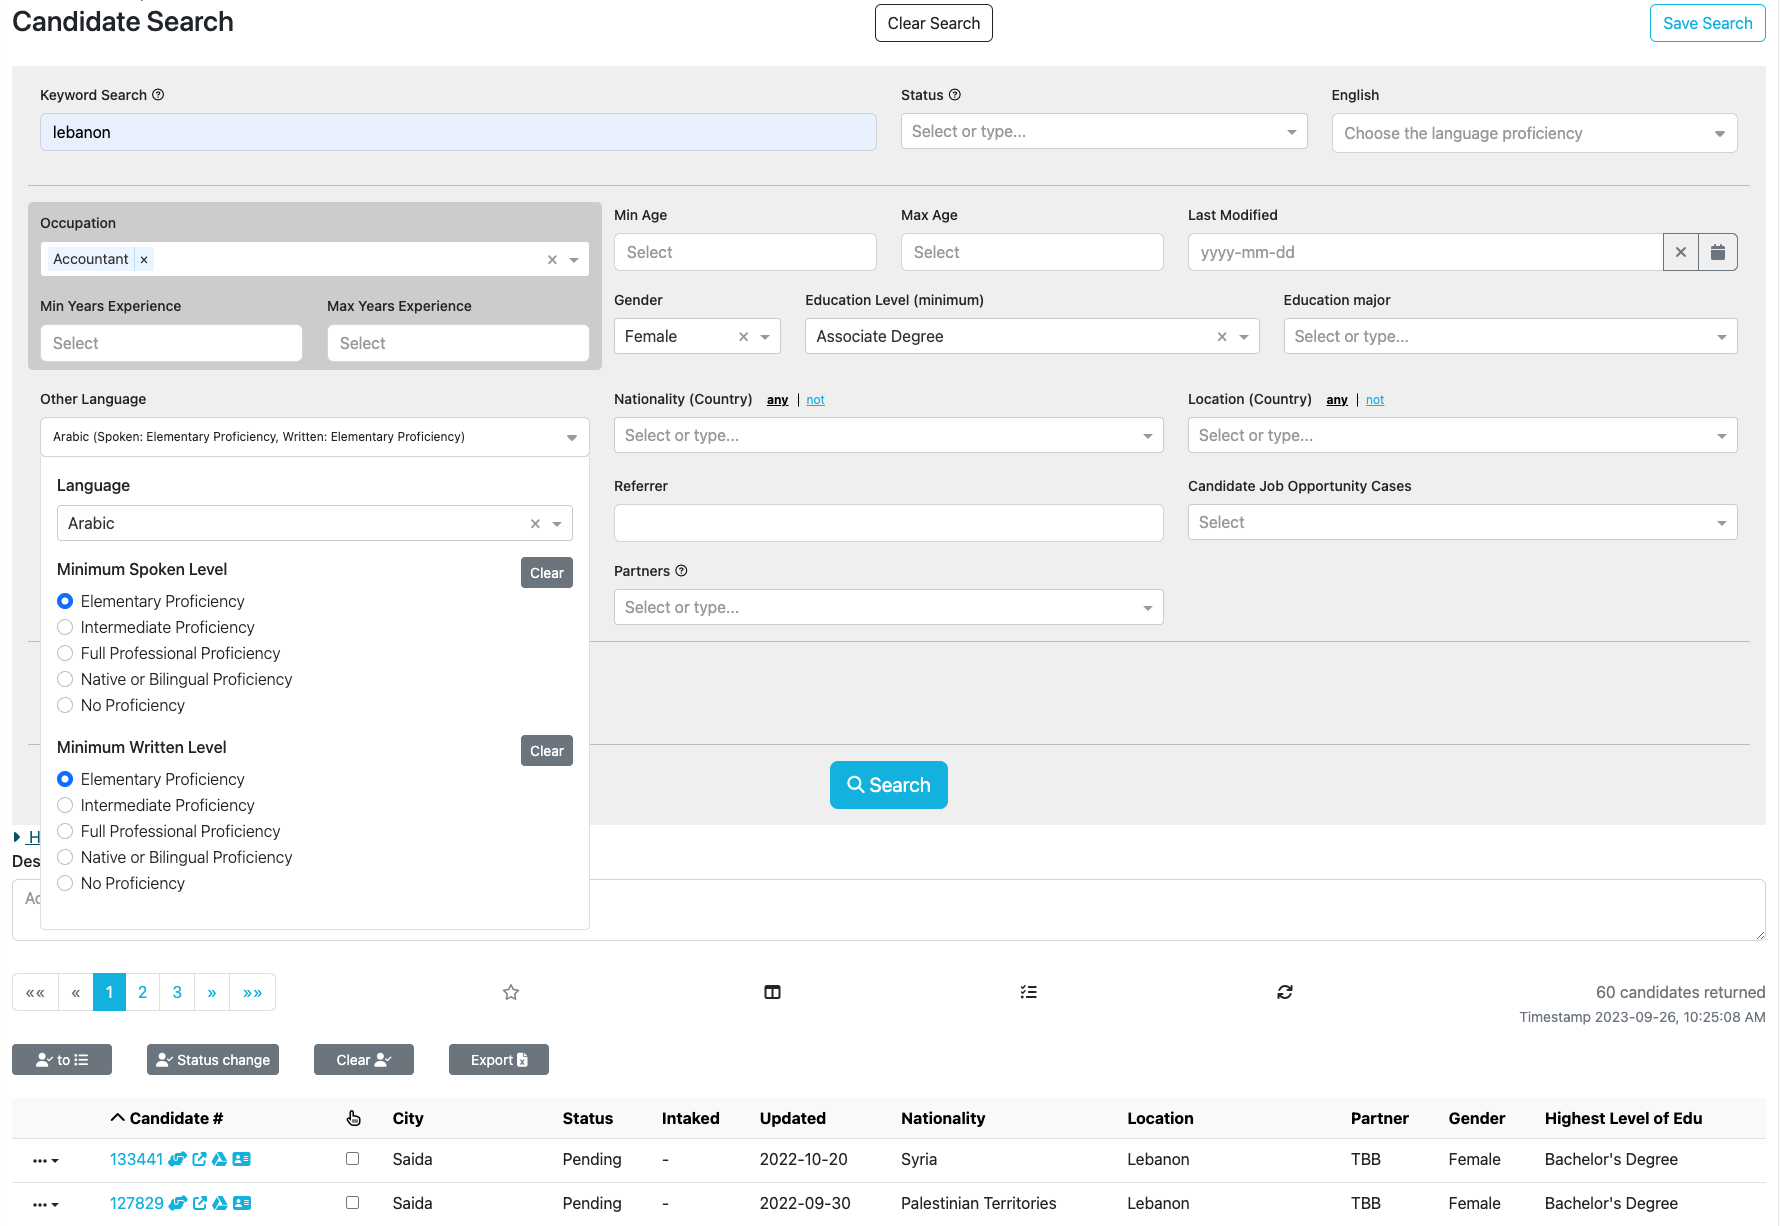 Candidate Search
Clear Search
Save Search
Keyword Search
Status
English
lebanon
Select or type...
Choose the language proficiency
Occupation
Min Age
Max Age
Last Modified
Accountant ×
Select
Select
yyyy-mm-dd
Min Years Experience
Max Years Experience
Gender
Education Level (minimum)
Education major
Select
Select
Female
Associate Degree
Select or type...
Other Language
Nationality (Country) any | not
Location (Country) any | not
Arabic (Spoken: Elementary Proficiency, Written: Elementary Proficiency)
Select or type...
Select or type...
Language
Referrer
Candidate Job Opportunity Cases
Arabic
Select
Minimum Spoken Level
Clear
Partners
Elementary Proficiency
Select or type...
Intermediate Proficiency
Full Professional Proficiency
Native or Bilingual Proficiency
No Proficiency
Minimum Written Level
Clear
Elementary Proficiency
Search
Intermediate Proficiency
Full Professional Proficiency
H
Native or Bilingual Proficiency
Des
No Proficiency
Ac
«« « 1 2 3 » »»
60 candidates returned
Timestamp 2023-09-26, 10:25:08 AM
to
Status change
Clear
Export
Candidate # City Status Intaked Updated Nationality Location Partner Gender Highest Level of Edu
133441 Saida Pending - 2022-10-20 Syria Lebanon TBB Female Bachelor's Degree
127829 Saida Pending - 2022-09-30 Palestinian Territories Lebanon TBB Female Bachelor's Degree